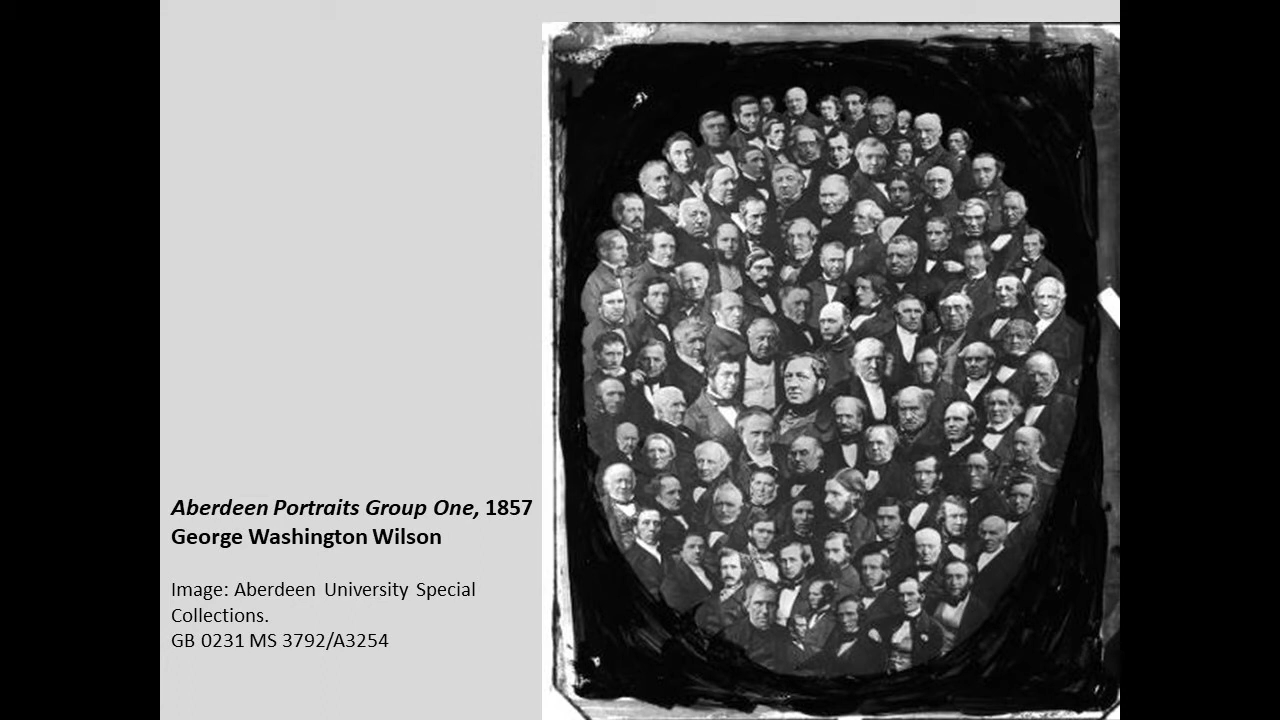 Aberdeen Portraits Group One, 1857
George Washington Wilson
Image: Aberdeen University Special
Collections.
GB 0231 MS 3792/A3254